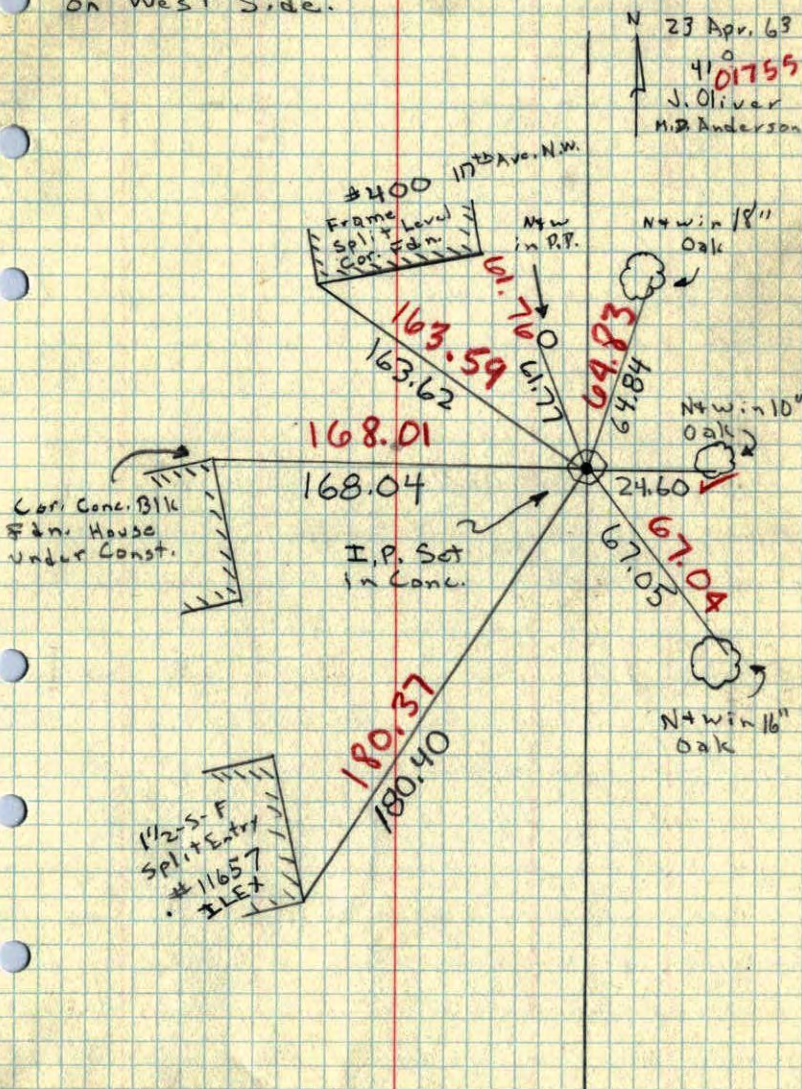 on West Side.
N
23 Apr. 63
41°
01755
J. Oliver
M.D. Anderson
#400 117th Ave. N.W.
Frame
Split Level
Cor. Fdn.
N+W
in P.P.
N+W in 18"
Oak
61.76
61.77
64.83
64.84
163.59
163.62
N+W in 10"
Oak
168.01
168.04
24.60 ✓
Cor. Conc. Blk
Fdn. House
Under Const.
I.P. Set
in Conc.
67.04
67.05
N+W in 16"
Oak
180.37
180.40
1 1/2-S-F
Split Entry
#11657
ILEX